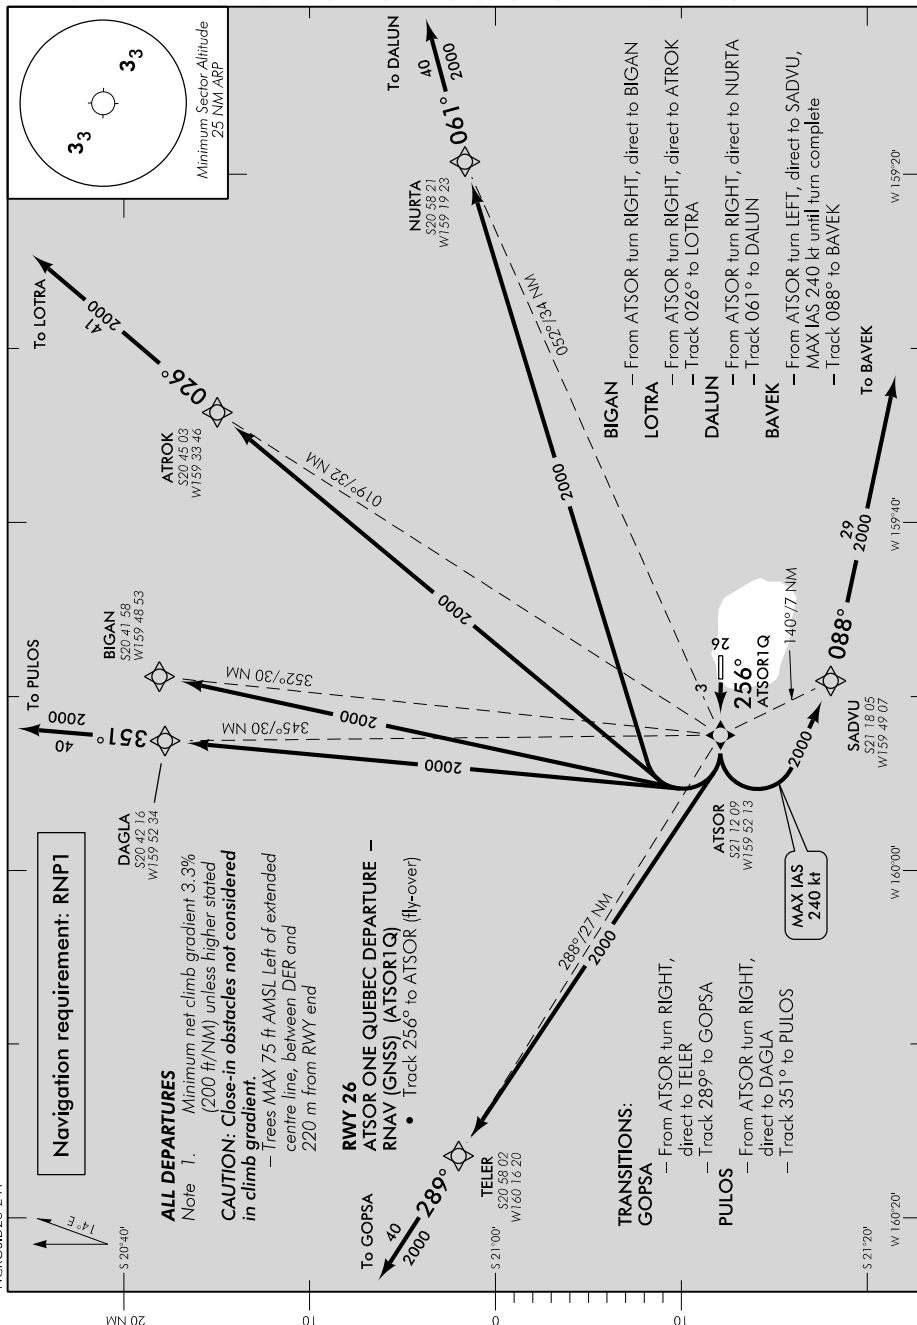 Navigation requirement: RNP1
14°E
ALL DEPARTURES
Note 1. Minimum net climb gradient 3.3%
(200 ft/NM) unless higher stated
CAUTION: Close-in obstacles not considered
in climb gradient.
– Trees MAX 75 ft AMSL Left of extended
centre line, between DER and
220 m from RWY end
RWY 26
ATSOR ONE QUEBEC DEPARTURE –
RNAV (GNSS) (ATSOR1Q)
• Track 256° to ATSOR (fly-over)
TRANSITIONS:
GOPSA
– From ATSOR turn RIGHT,
direct to TELER
– Track 289° to GOPSA
PULOS
– From ATSOR turn RIGHT,
direct to DAGLA
– Track 351° to PULOS
BIGAN
– From ATSOR turn RIGHT, direct to BIGAN
LOTRA
– From ATSOR turn RIGHT, direct to ATROK
– Track 026° to LOTRA
DALUN
– From ATSOR turn RIGHT, direct to NURTA
– Track 061° to DALUN
BAVEK
– From ATSOR turn LEFT, direct to SADVU,
MAX IAS 240 kt until turn complete
– Track 088° to BAVEK
33
33
Minimum Sector Altitude
25 NM ARP
To GOPSA
40
2000
289°
TELER
S20 58 02
W160 16 20
288°/27 NM
2000
To PULOS
40
2000
351°
DAGLA
S20 42 16
W159 52 34
345°/30 NM
2000
BIGAN
S20 41 58
W159 48 53
352°/30 NM
2000
To LOTRA
41
2000
026°
ATROK
S20 45 03
W159 33 46
019°/32 NM
2000
To DALUN
40
2000
061°
NURTA
S20 58 21
W159 19 23
052°/34 NM
2000
3
26
256°
ATSOR1Q
ATSOR
S21 12 09
W159 52 13
MAX IAS
240 kt
2000
140°/7 NM
SADVU
S21 18 05
W159 49 07
088°
29
2000
To BAVEK
S 20°40'
S 21°00'
S 21°20'
W 160°20'
W 160°00'
W 159°40'
W 159°20'
20 NM
10
0
10